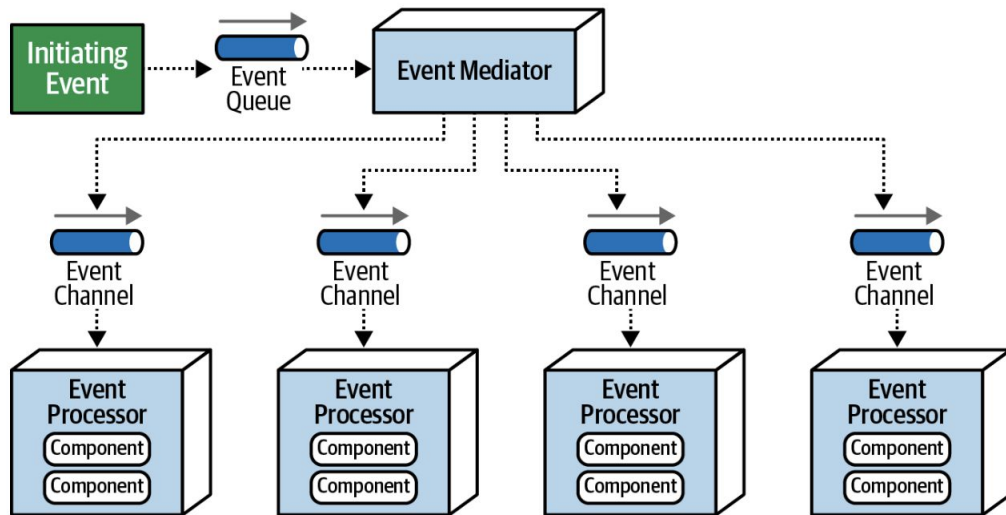 Initiating
Event
Event
Queue
Event Mediator
Event
Channel
Event
Channel
Event
Channel
Event
Channel
Event
Processor
Component
Component
Event
Processor
Component
Component
Event
Processor
Component
Component
Event
Processor
Component
Component